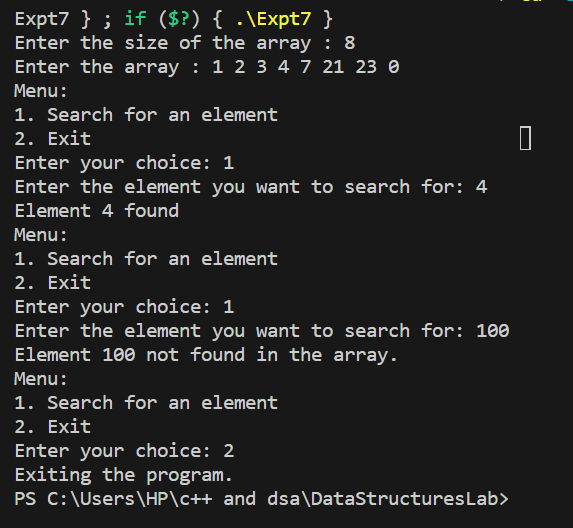 Expt7 } ; if ($?) { .\Expt7 }
Enter the size of the array : 8
Enter the array : 1 2 3 4 7 21 23 0
Menu:
1. Search for an element
2. Exit
Enter your choice: 1
Enter the element you want to search for: 4
Element 4 found
Menu:
1. Search for an element
2. Exit
Enter your choice: 1
Enter the element you want to search for: 100
Element 100 not found in the array.
Menu:
1. Search for an element
2. Exit
Enter your choice: 2
Exiting the program.
PS C:\Users\HP\c++ and dsa\DataStructuresLab>